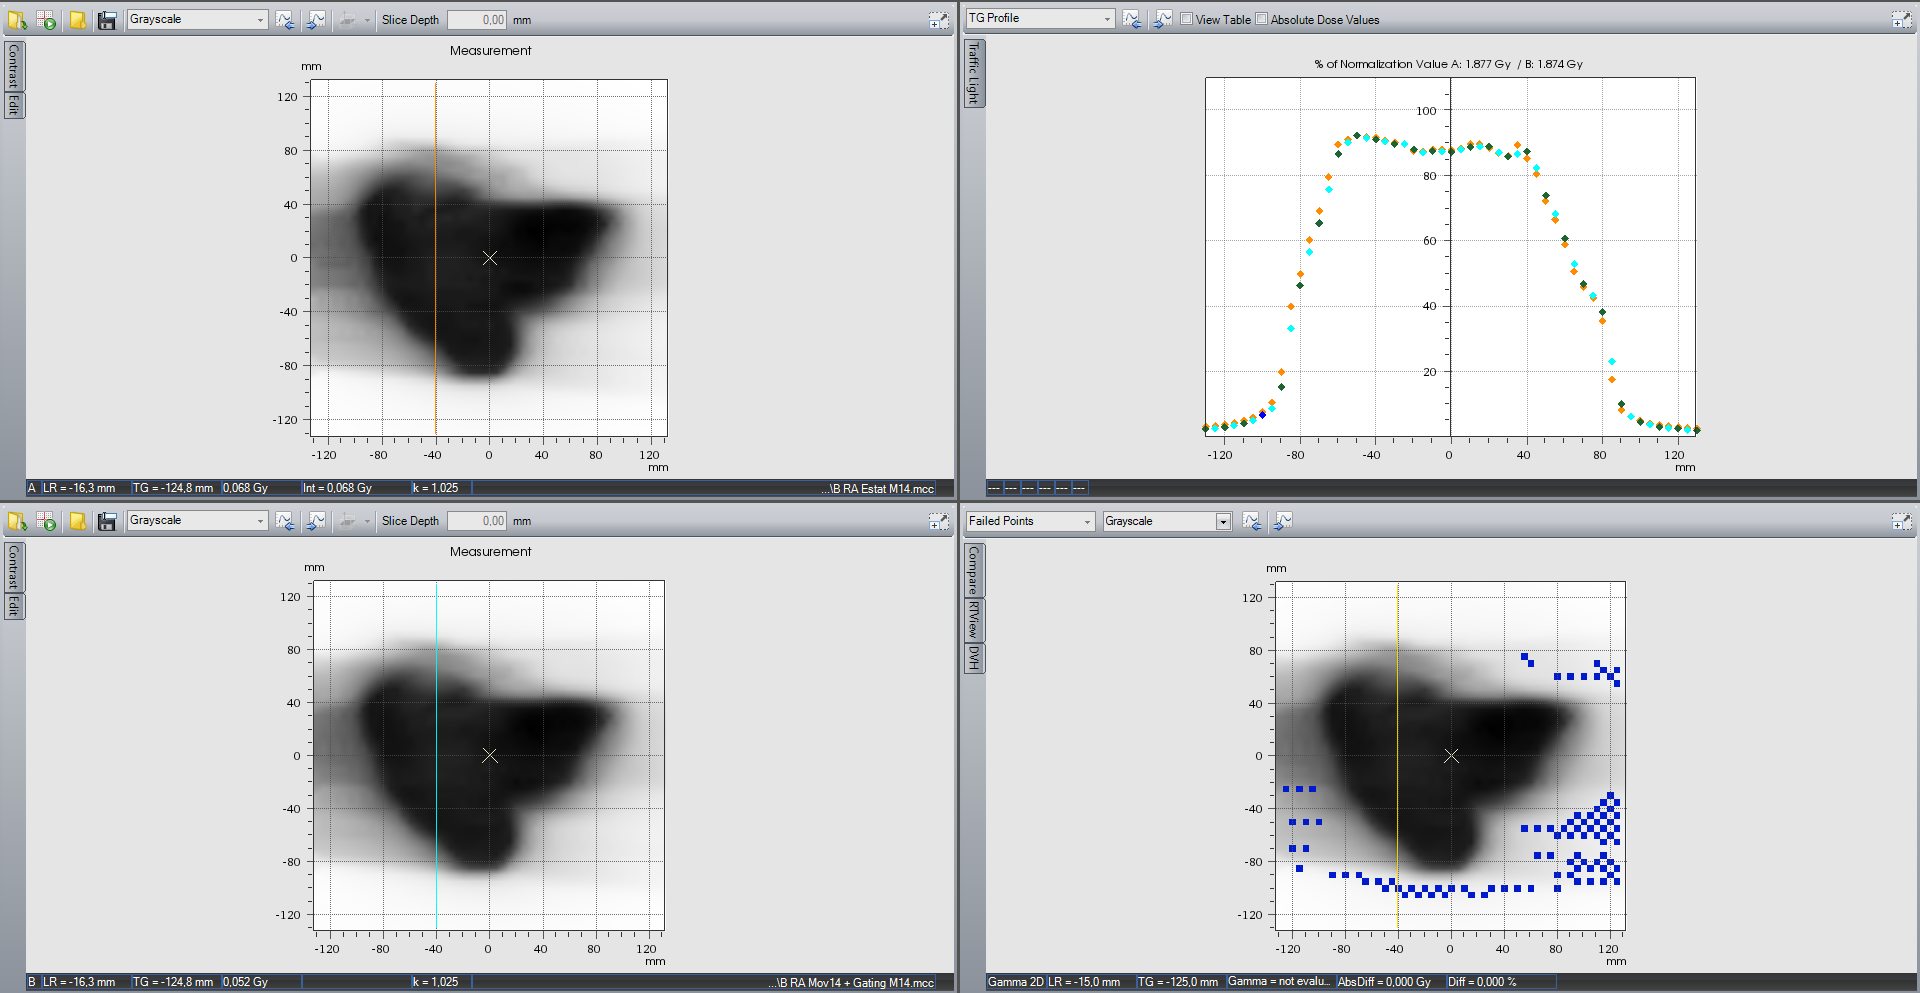 Grayscale
Slice Depth 0,00 mm
Contrast
Edit
Measurement
mm
120
80
40
0
-40
-80
-120
-120 -80 -40 0 40 80 120
mm
A LR = -16,3 mm TG = -124,8 mm 0,068 Gy Int = 0,068 Gy k = 1,025 ...\B RA Estat M14.mcc
TG Profile View Table Absolute Dose Values
Traffic Light
% of Normalization Value A: 1.877 Gy / B: 1.874 Gy
100
80
60
40
20
-120 -80 -40 0 40 80 120
mm
--- --- --- --- --- ---
Grayscale
Slice Depth 0,00 mm
Contrast
Edit
Measurement
mm
120
80
40
0
-40
-80
-120
-120 -80 -40 0 40 80 120
mm
B LR = -16,3 mm TG = -124,8 mm 0,052 Gy k = 1,025 ...\B RA Mov14 + Gating M14.mcc
Failed Points Grayscale
Compare
RTView
DVH
mm
120
80
40
0
-40
-80
-120
-120 -80 -40 0 40 80 120
mm
Gamma 2D LR = -15,0 mm TG = -125,0 mm Gamma = not evalu... AbsDiff = 0,000 Gy Diff = 0,000 %